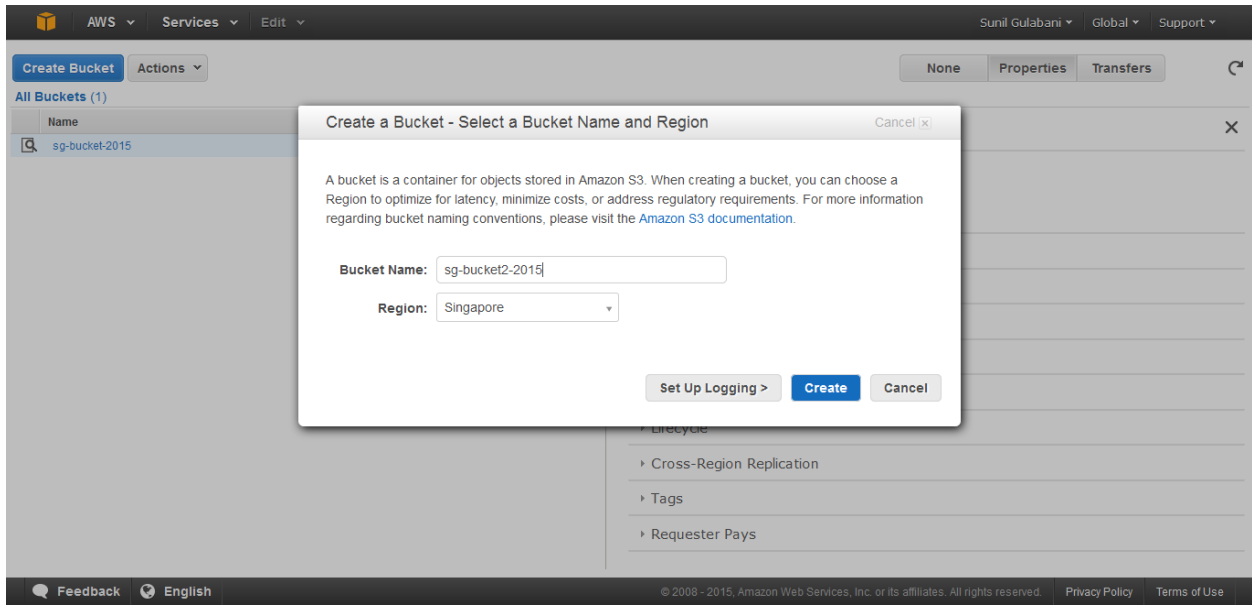 AWS Services Edit Sunil Gulabani Global Support
Create Bucket Actions None Properties Transfers
All Buckets (1)
Name
sg-bucket-2015
Create a Bucket - Select a Bucket Name and Region Cancel x
A bucket is a container for objects stored in Amazon S3. When creating a bucket, you can choose a
Region to optimize for latency, minimize costs, or address regulatory requirements. For more information
regarding bucket naming conventions, please visit the Amazon S3 documentation.
Bucket Name: sg-bucket2-2015
Region: Singapore
Set Up Logging > Create Cancel
Lifecycle
Cross-Region Replication
Tags
Requester Pays
Feedback English © 2008 - 2015, Amazon Web Services, Inc. or its affiliates. All rights reserved. Privacy Policy Terms of Use